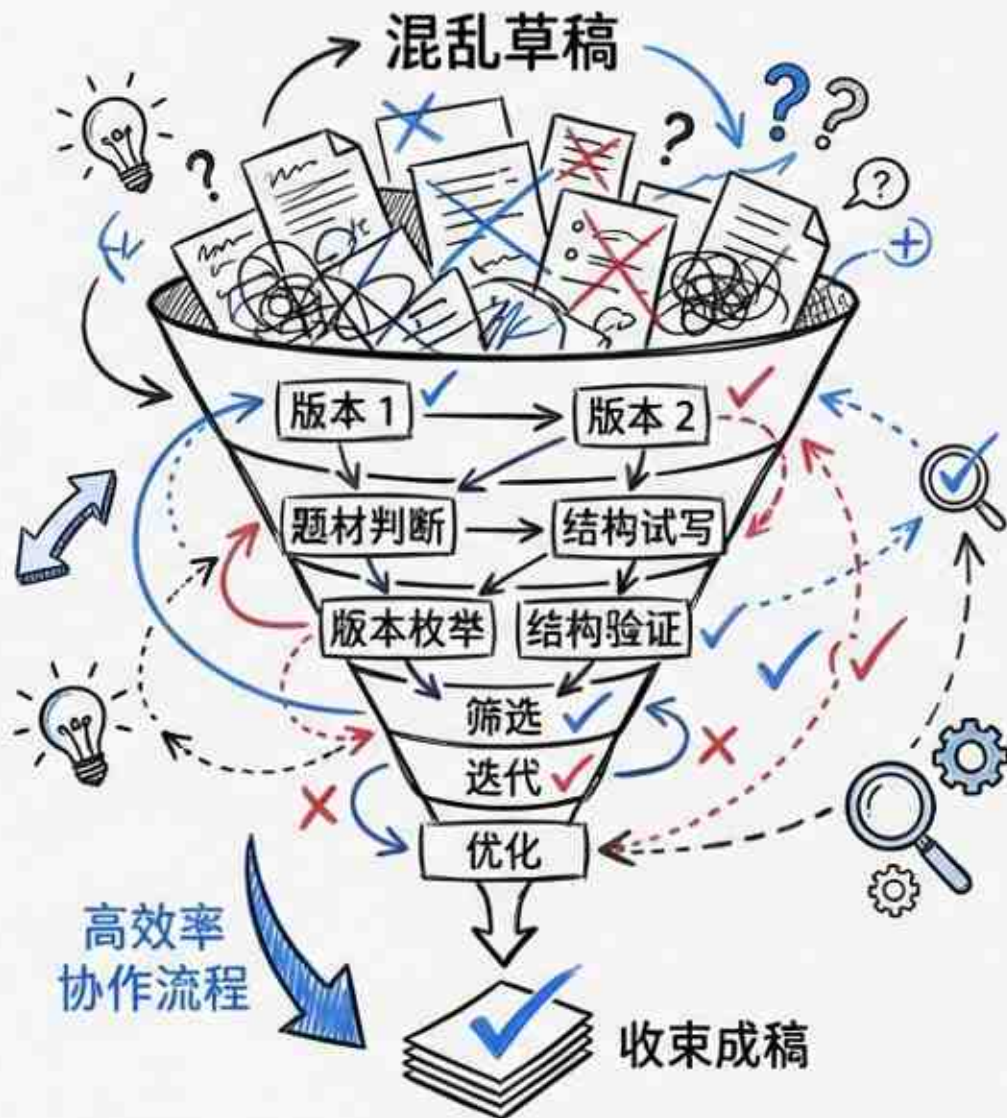 混乱草稿
?
?
?
?
?
版本 1
版本 2
题材判断
结构试写
版本枚举
结构验证
筛选
迭代
优化
高效率
协作流程
收束成稿